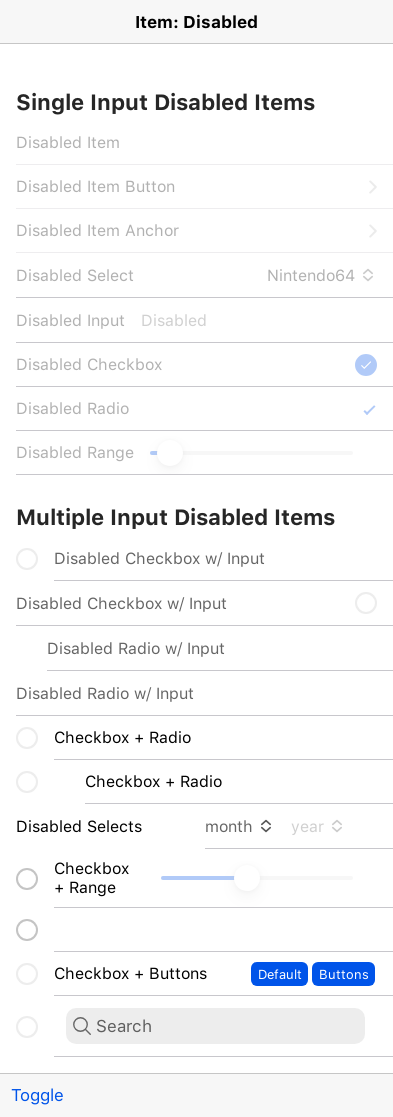 Item: Disabled
Single Input Disabled Items
Disabled Item
Disabled Item Button
Disabled Item Anchor
Disabled Select Nintendo64
Disabled Input Disabled
Disabled Checkbox
Disabled Radio
Disabled Range
Multiple Input Disabled Items
Disabled Checkbox w/ Input
Disabled Checkbox w/ Input
Disabled Radio w/ Input
Disabled Radio w/ Input
Checkbox + Radio
Checkbox + Radio
Disabled Selects month year
Checkbox
+ Range
Checkbox + Buttons Default Buttons
Search
Toggle